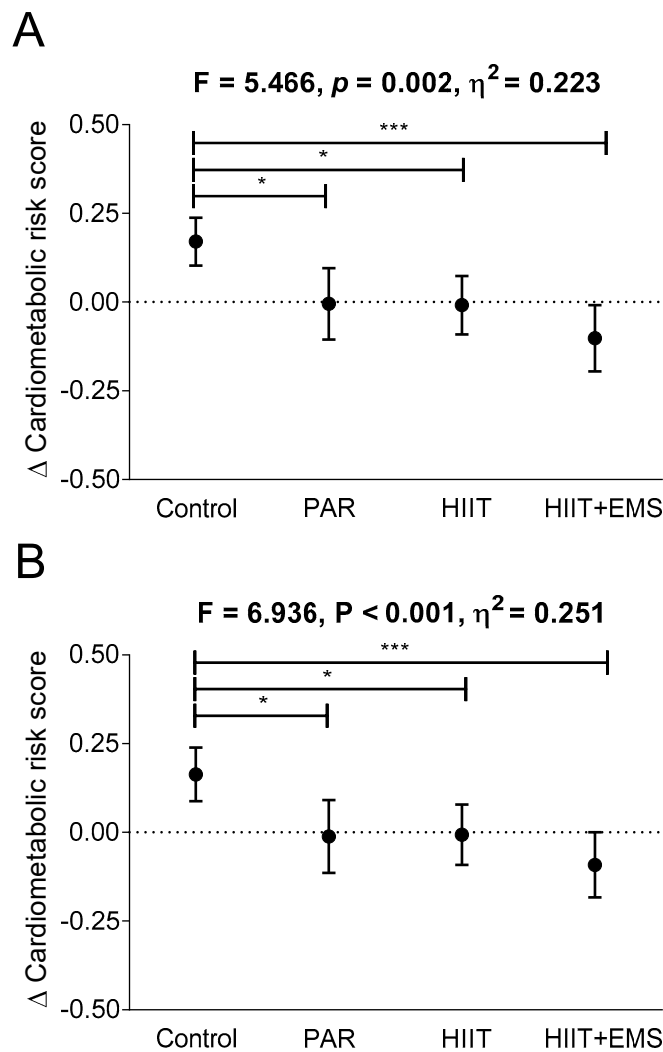 A
F = 5.466, p = 0.002, η² = 0.223
Δ Cardiometabolic risk score
0.50
0.25
0.00
-0.25
-0.50
***
*
*
Control PAR HIIT HIIT+EMS
B
F = 6.936, P < 0.001, η² = 0.251
Δ Cardiometabolic risk score
0.50
0.25
0.00
-0.25
-0.50
***
*
*
Control PAR HIIT HIIT+EMS